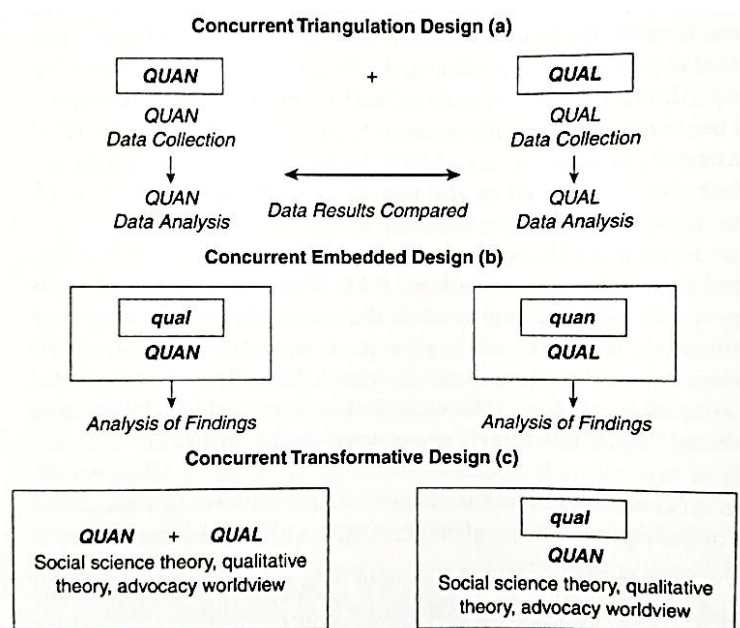 Concurrent Triangulation Design (a)
QUAN + QUAL
QUAN
Data Collection
QUAL
Data Collection
QUAN
Data Analysis
Data Results Compared
QUAL
Data Analysis
Concurrent Embedded Design (b)
qual
QUAN
quan
QUAL
Analysis of Findings
Analysis of Findings
Concurrent Transformative Design (c)
QUAN + QUAL
Social science theory, qualitative
theory, advocacy worldview
qual
QUAN
Social science theory, qualitative
theory, advocacy worldview